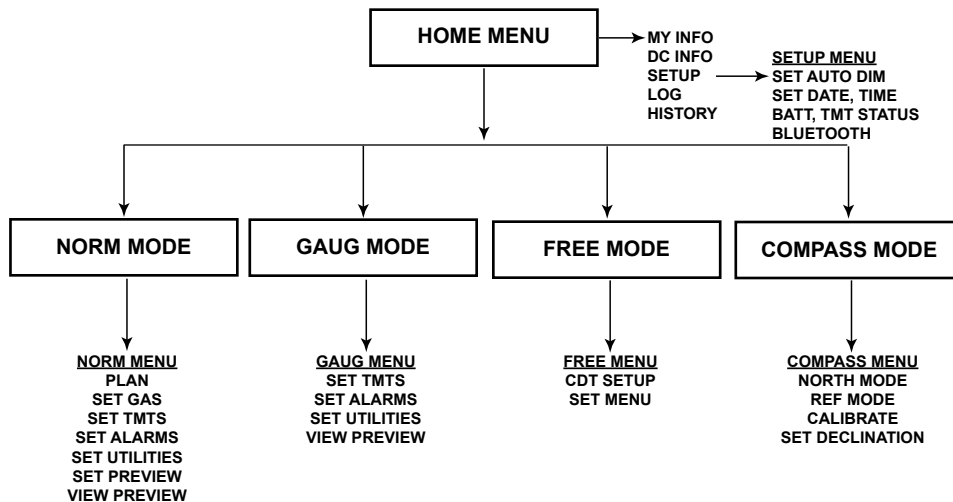 HOME MENU
MY INFO
DC INFO
SETUP
LOG
HISTORY
SETUP MENU
SET AUTO DIM
SET DATE, TIME
BATT, TMT STATUS
BLUETOOTH
NORM MODE
GAUG MODE
FREE MODE
COMPASS MODE
NORM MENU
PLAN
SET GAS
SET TMTS
SET ALARMS
SET UTILITIES
SET PREVIEW
VIEW PREVIEW
GAUG MENU
SET TMTS
SET ALARMS
SET UTILITIES
VIEW PREVIEW
FREE MENU
CDT SETUP
SET MENU
COMPASS MENU
NORTH MODE
REF MODE
CALIBRATE
SET DECLINATION